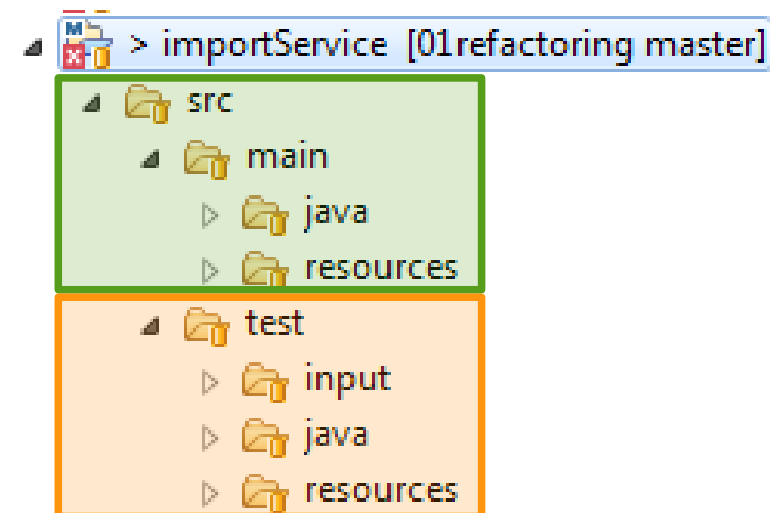 > importService [01refactoring master]
src
main
java
resources
test
input
java
resources